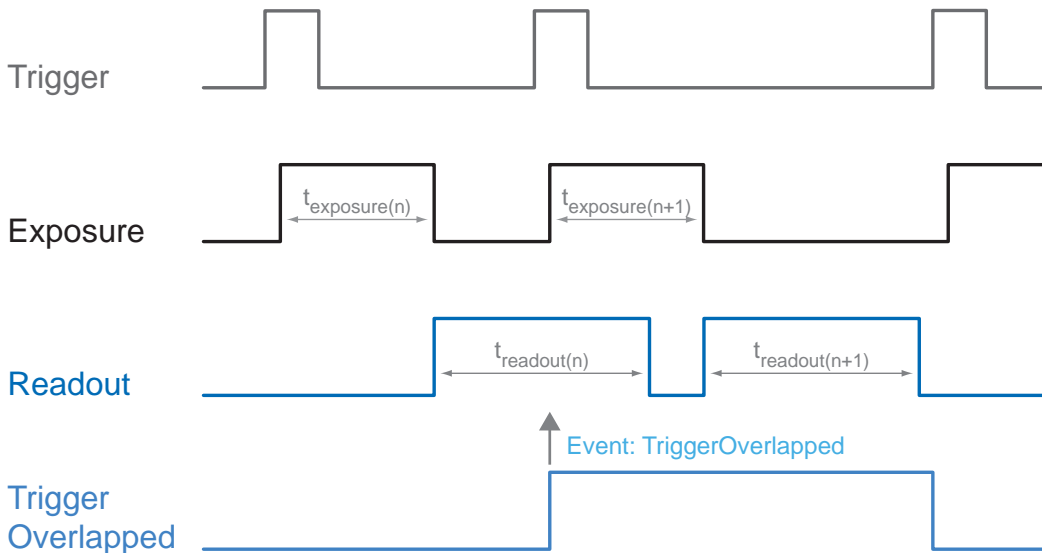 Trigger
Exposure
t exposure(n)
t exposure(n+1)
Readout
t readout(n)
t readout(n+1)
Event: TriggerOverlapped
Trigger
Overlapped